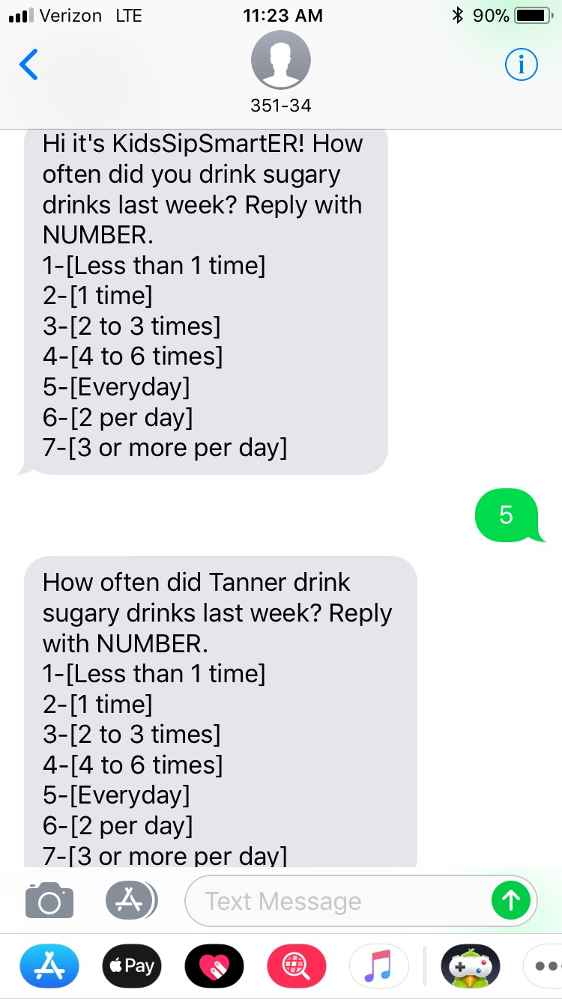 Verizon LTE 11:23 AM 90%
351-34
Hi it's KidsSipSmartER! How
often did you drink sugary
drinks last week? Reply with
NUMBER.
1-[Less than 1 time]
2-[1 time]
3-[2 to 3 times]
4-[4 to 6 times]
5-[Everyday]
6-[2 per day]
7-[3 or more per day]
5
How often did Tanner drink
sugary drinks last week? Reply
with NUMBER.
1-[Less than 1 time]
2-[1 time]
3-[2 to 3 times]
4-[4 to 6 times]
5-[Everyday]
6-[2 per day]
7-[3 or more per day]
Text Message
Pay